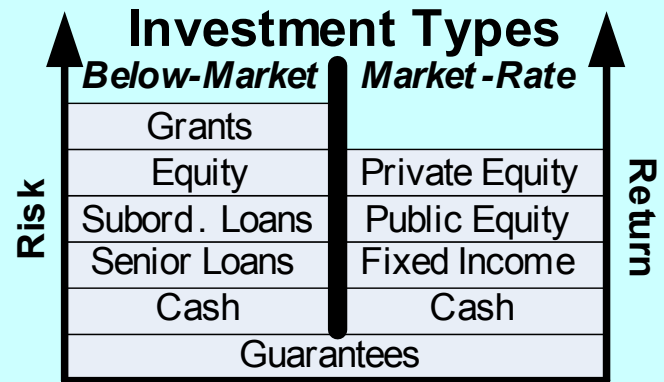 Investment Types
Below-Market Market-Rate
Grants
Equity Private Equity
Subord. Loans Public Equity
Senior Loans Fixed Income
Cash Cash
Guarantees
Risk
Return